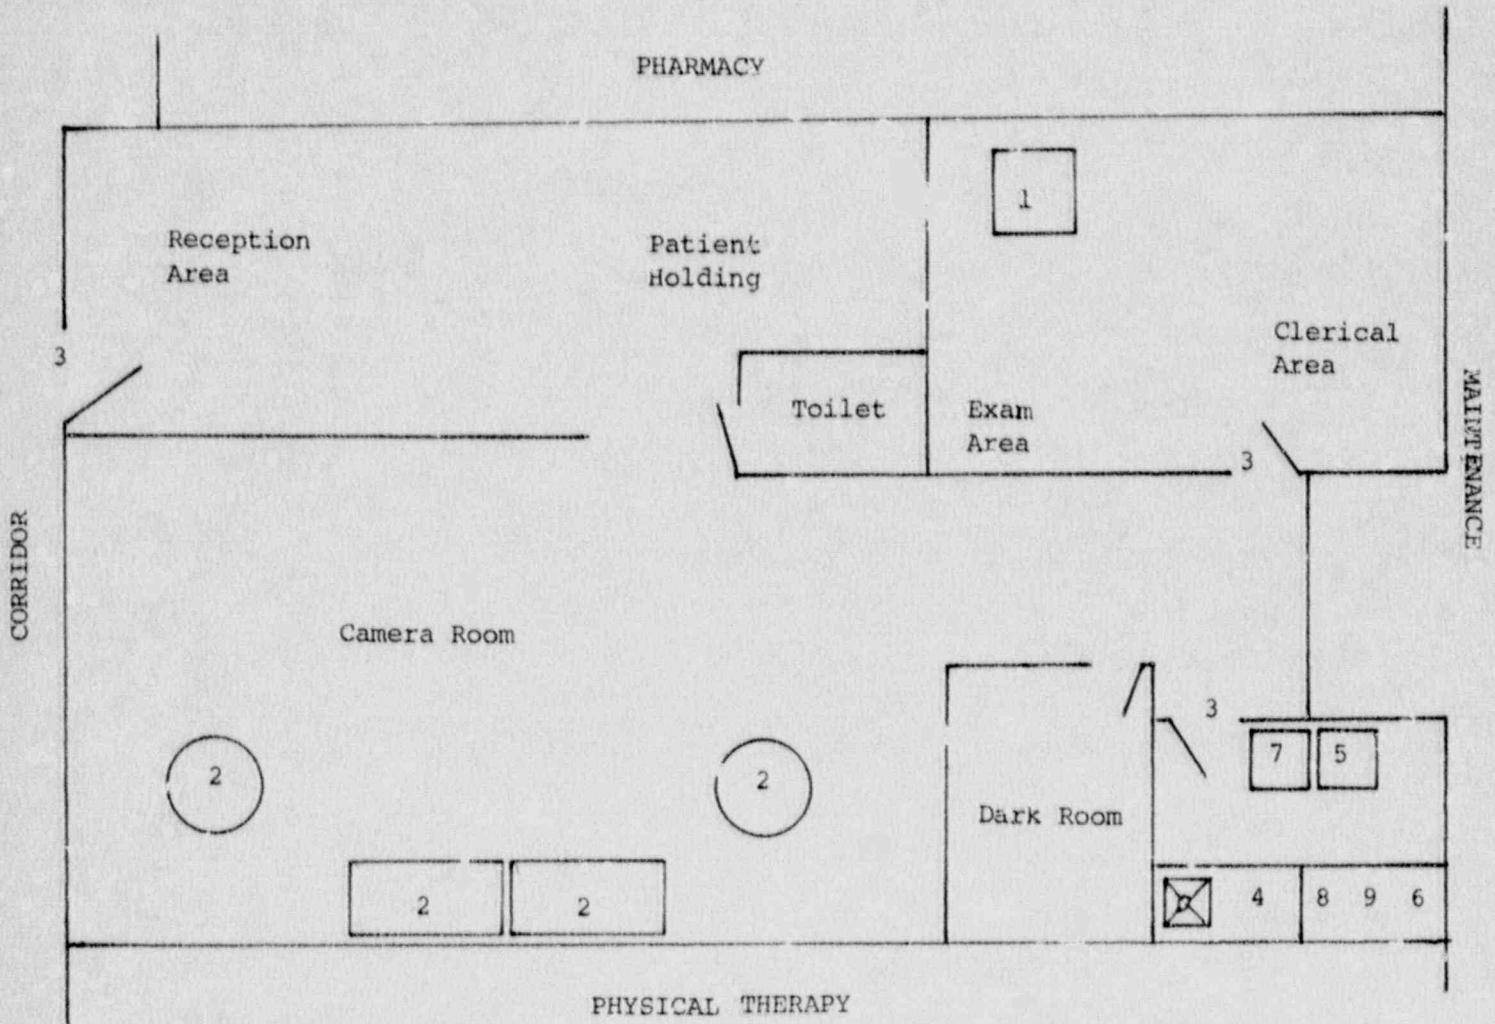 PHARMACY
1
Reception
Area
Patient
Holding
Clerical
Area
3
Toilet
Exam
Area
3
MAINTENANCE
CORRIDOR
Camera Room
3
2
2
7
5
Dark Room
2
2
4
8
9
6
PHYSICAL THERAPY